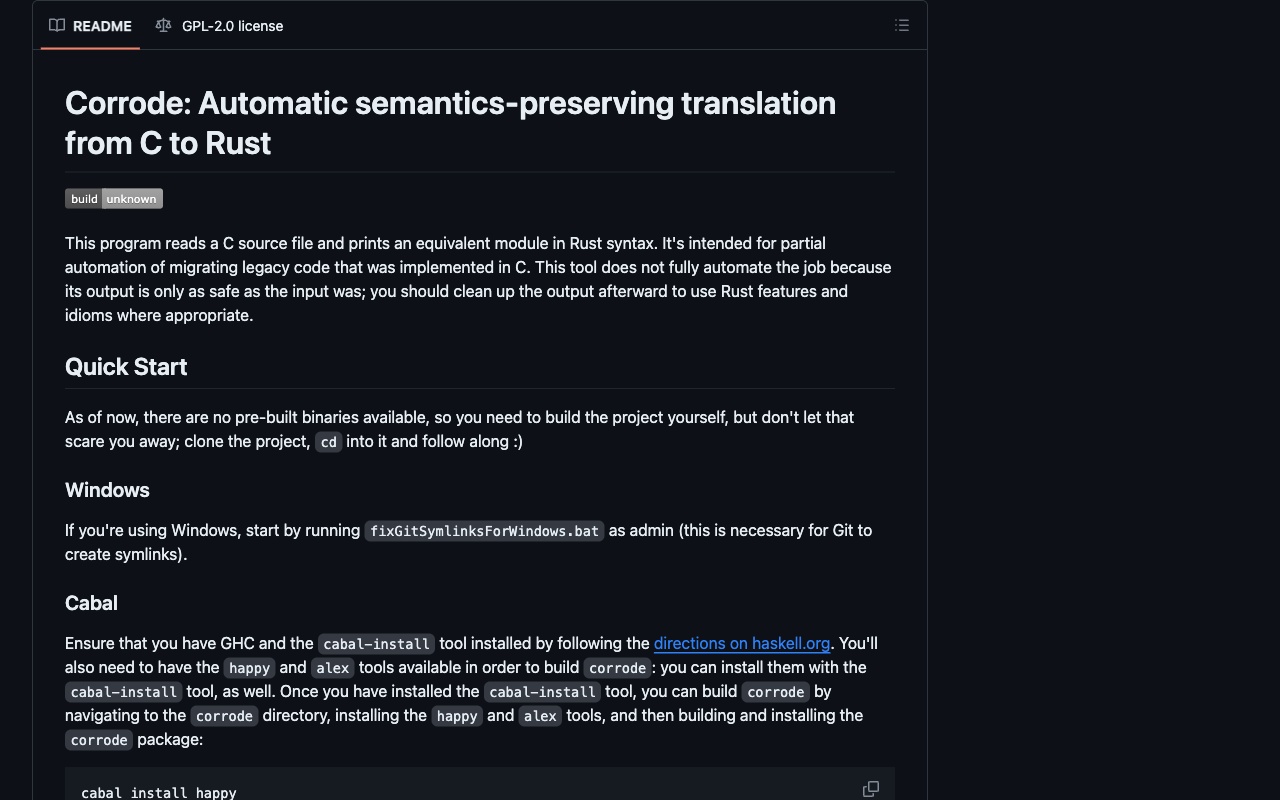 README
GPL-2.0 license
Corrode: Automatic semantics-preserving translation
from C to Rust
build unknown
This program reads a C source file and prints an equivalent module in Rust syntax. It's intended for partial
automation of migrating legacy code that was implemented in C. This tool does not fully automate the job because
its output is only as safe as the input was; you should clean up the output afterward to use Rust features and
idioms where appropriate.
Quick Start
As of now, there are no pre-built binaries available, so you need to build the project yourself, but don't let that
scare you away; clone the project, cd into it and follow along :)
Windows
If you're using Windows, start by running fixGitSymlinksForWindows.bat as admin (this is necessary for Git to
create symlinks).
Cabal
Ensure that you have GHC and the cabal-install tool installed by following the directions on haskell.org. You'll
also need to have the happy and alex tools available in order to build corrode: you can install them with the
cabal-install tool, as well. Once you have installed the cabal-install tool, you can build corrode by
navigating to the corrode directory, installing the happy and alex tools, and then building and installing the
corrode package:
cabal install happy